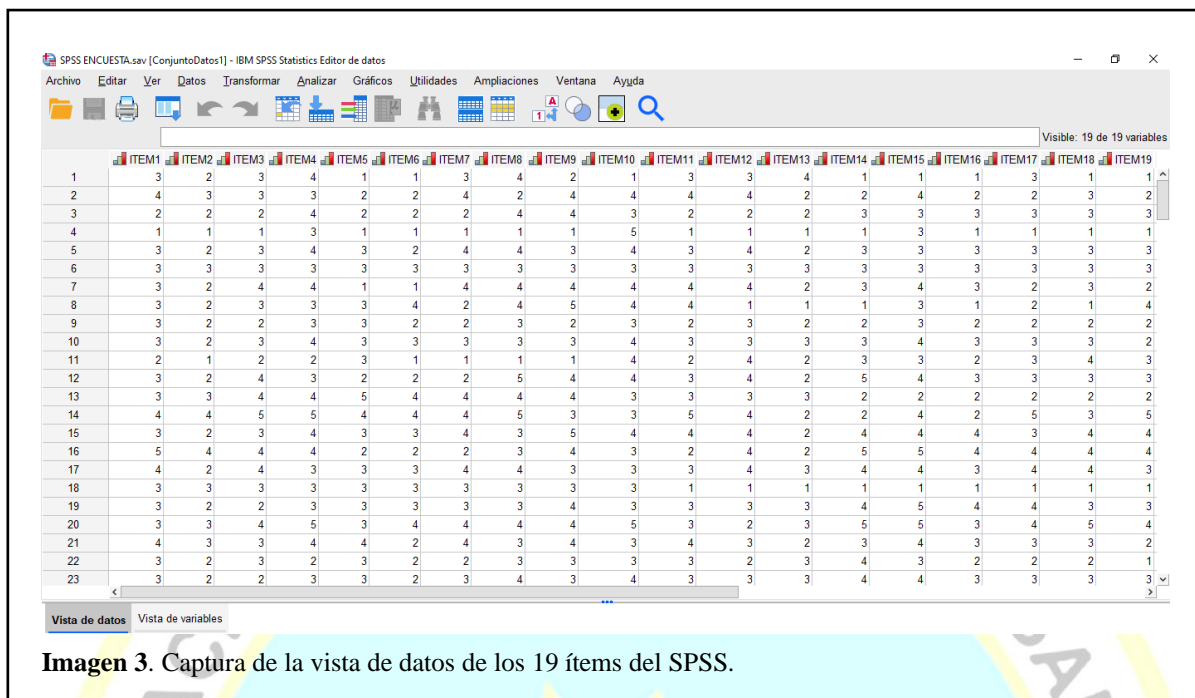 SPSS ENCUESTA.sav [ConjuntoDatos1] - IBM SPSS Statistics Editor de datos
Archivo Editar Ver Datos Transformar Analizar Gráficos Utilidades Ampliaciones Ventana Ayuda
Visible: 19 de 19 variables
ITEM1 ITEM2 ITEM3 ITEM4 ITEM5 ITEM6 ITEM7 ITEM8 ITEM9 ITEM10 ITEM11 ITEM12 ITEM13 ITEM14 ITEM15 ITEM16 ITEM17 ITEM18 ITEM19
1 3 2 3 4 1 1 3 4 2 1 3 3 4 1 1 1 3 1 1
2 4 3 3 3 2 2 4 2 4 4 4 4 2 2 4 2 2 3 2
3 2 2 2 4 2 2 2 4 4 3 2 2 2 3 3 3 3 3 3
4 1 1 1 3 1 1 1 1 1 5 1 1 1 1 3 1 1 1 1
5 3 2 3 4 3 2 4 4 3 4 3 4 2 3 3 3 3 3 3
6 3 3 3 3 3 3 3 3 3 3 3 3 3 3 3 3 3 3 3
7 3 2 4 4 1 1 4 4 4 4 4 4 2 3 4 3 2 3 2
8 3 2 3 3 3 4 2 4 5 4 4 1 1 1 3 1 2 1 4
9 3 2 2 3 3 2 2 3 2 3 2 3 2 2 3 2 2 2 2
10 3 2 3 4 3 3 3 3 3 4 3 3 3 3 4 3 3 3 2
11 2 1 2 2 3 1 1 1 1 4 2 4 2 3 3 2 3 4 3
12 3 2 4 3 2 2 2 5 4 4 3 4 2 5 4 3 3 3 3
13 3 3 4 4 5 4 4 4 4 3 3 3 3 2 2 2 2 2 2
14 4 4 5 5 4 4 4 5 3 3 5 4 2 2 4 2 5 3 5
15 3 2 3 4 3 3 4 3 5 4 4 4 2 4 4 4 3 4 4
16 5 4 4 4 2 2 2 3 4 3 2 4 2 5 5 4 4 4 4
17 4 2 4 3 3 3 4 4 3 3 3 4 3 4 4 3 4 4 3
18 3 3 3 3 3 3 3 3 3 3 1 1 1 1 1 1 1 1 1
19 3 2 2 3 3 3 3 3 4 3 3 3 3 4 5 4 4 3 3
20 3 3 4 5 3 4 4 4 4 5 3 2 3 5 5 3 4 5 4
21 4 3 3 4 4 2 4 3 4 3 4 3 2 3 4 3 3 3 2
22 3 2 3 2 3 2 2 3 3 3 3 2 3 4 3 2 2 2 1
23 3 2 2 3 3 2 3 4 3 4 3 3 3 4 4 3 3 3 3
Vista de datos Vista de variables
Imagen 3. Captura de la vista de datos de los 19 ítems del SPSS.